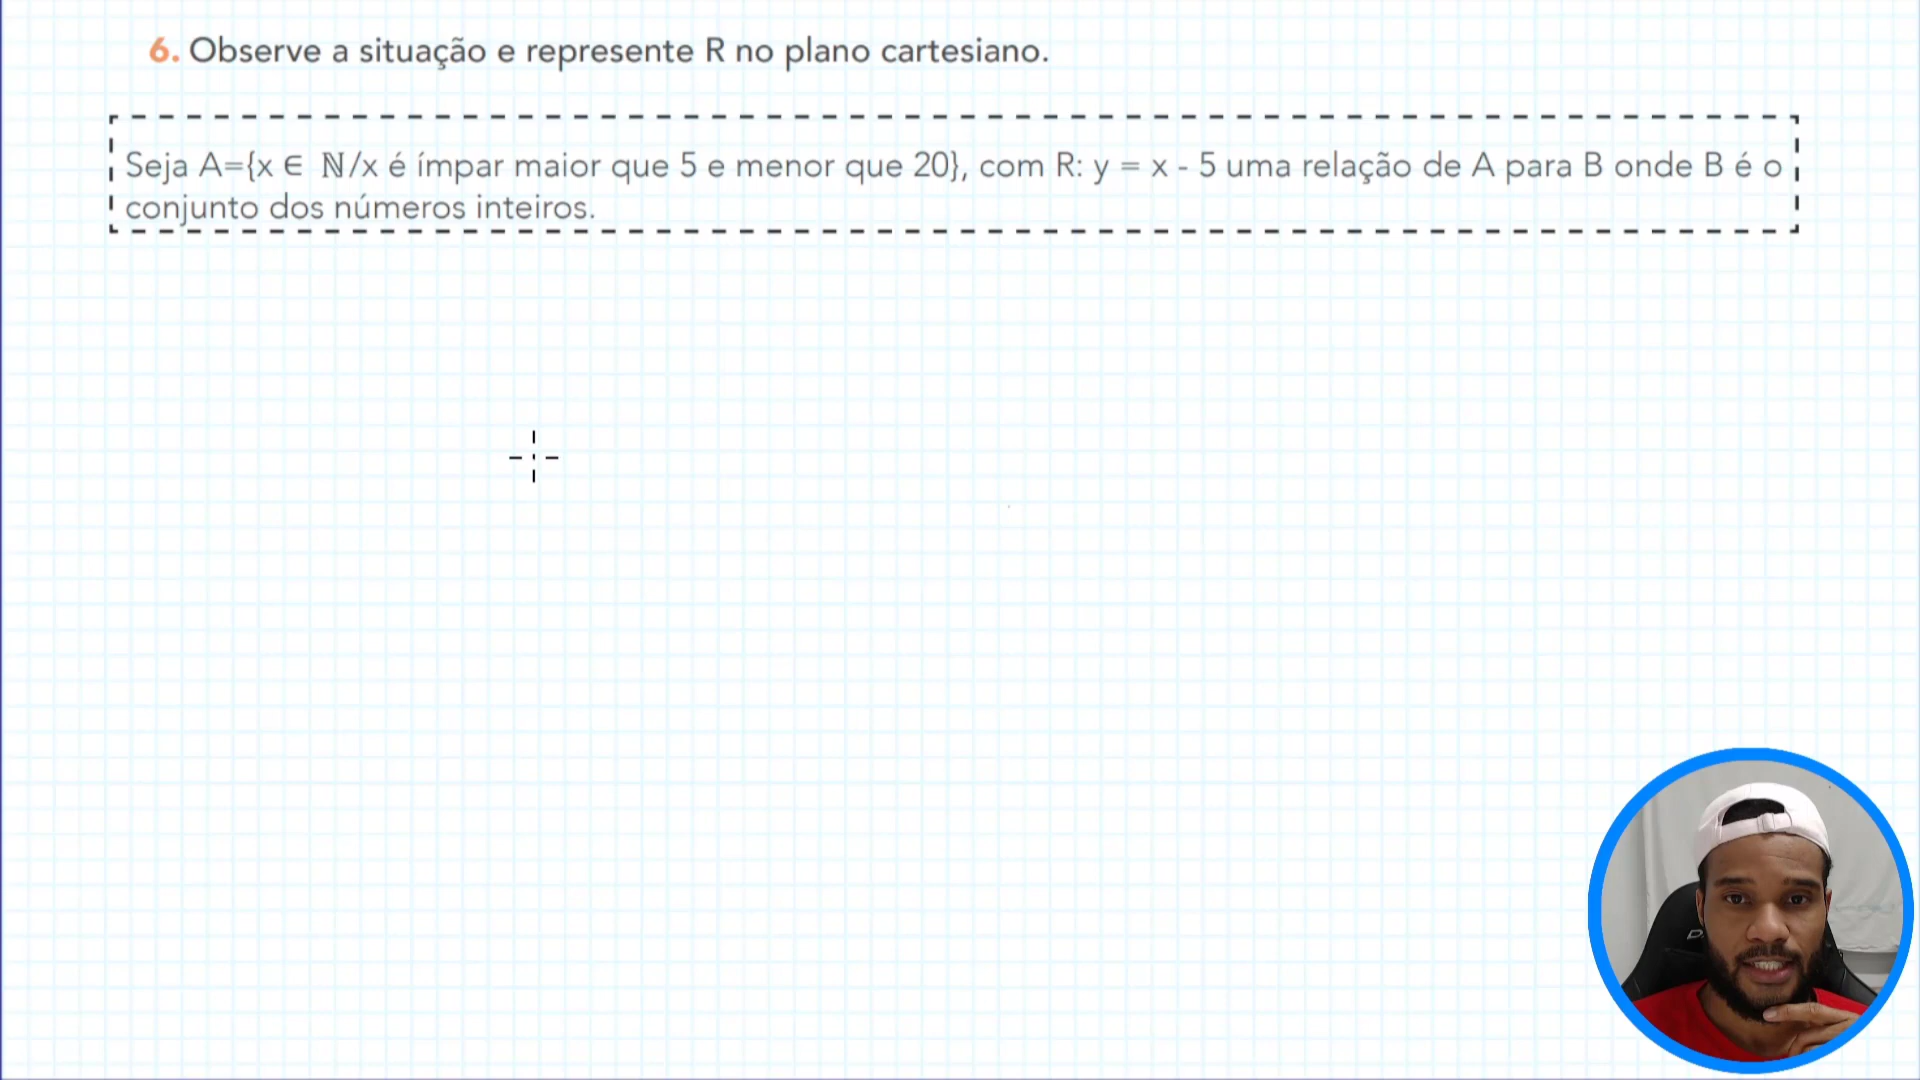 6. Observe a situação e represente R no plano cartesiano.
Seja A={x ∈ ℕ/x é ímpar maior que 5 e menor que 20}, com R: y = x - 5 uma relação de A para B onde B é o
conjunto dos números inteiros.